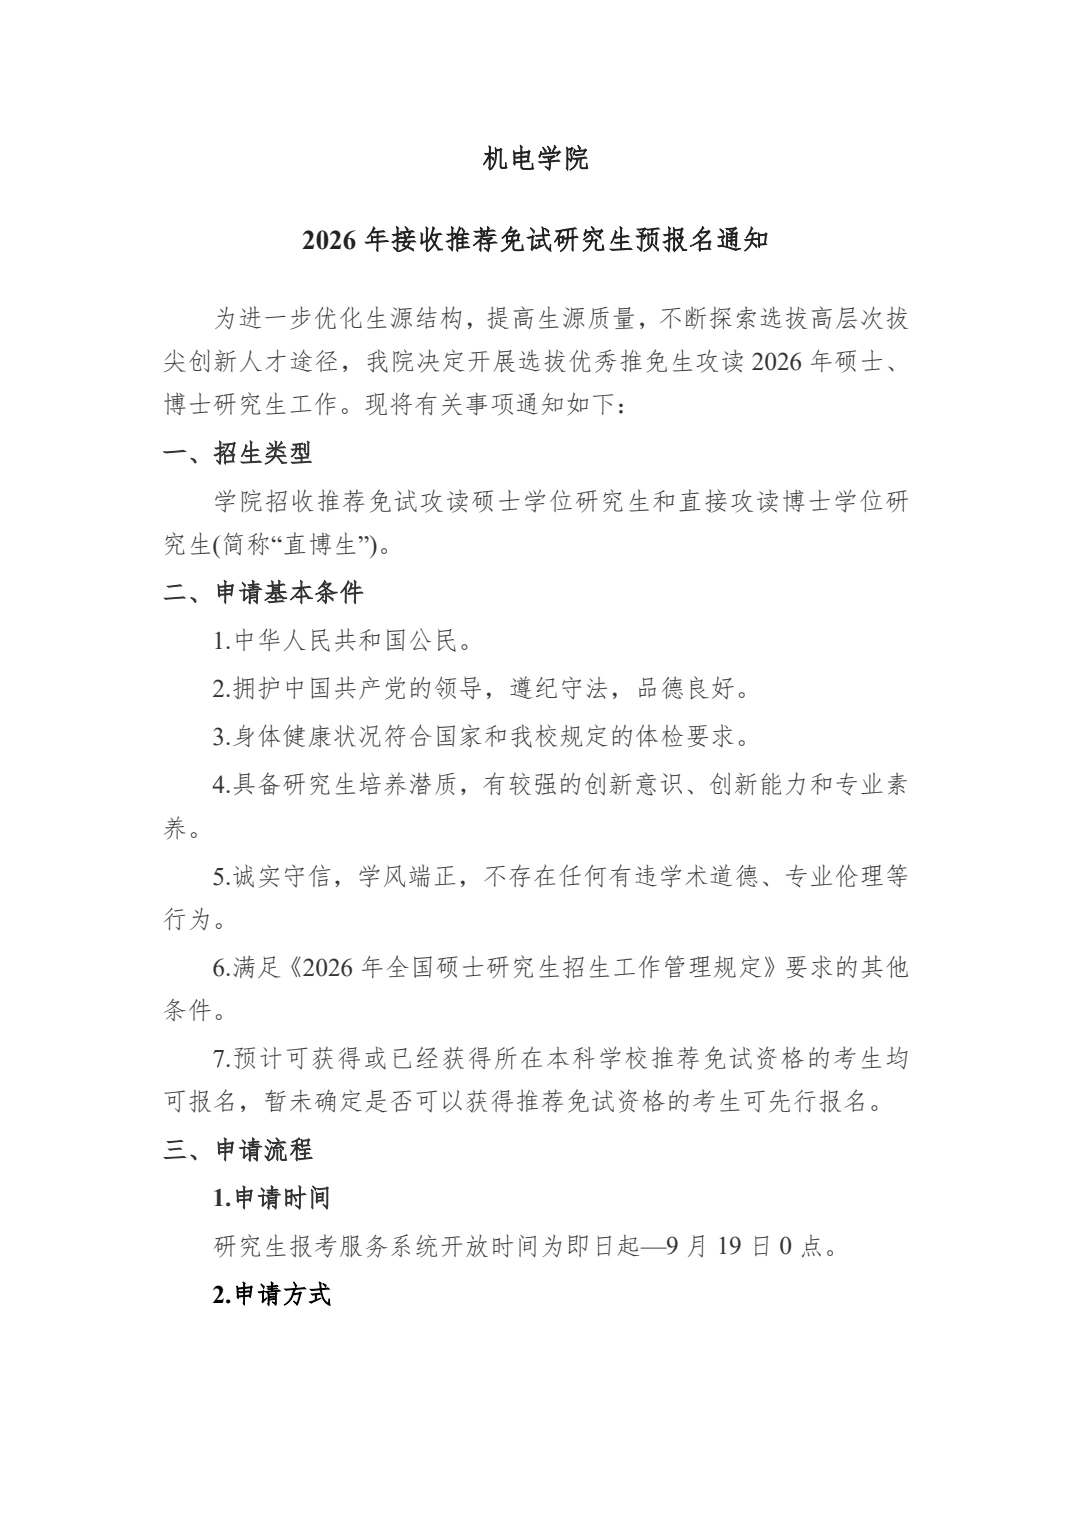 机电学院
2026 年接收推荐免试研究生预报名通知
为进一步优化生源结构，提高生源质量，不断探索选拔高层次拔
尖创新人才途径，我院决定开展选拔优秀推免生攻读 2026 年硕士、
博士研究生工作。现将有关事项通知如下：
一、招生类型
学院招收推荐免试攻读硕士学位研究生和直接攻读博士学位研
究生(简称“直博生”)。
二、申请基本条件
1.中华人民共和国公民。
2.拥护中国共产党的领导，遵纪守法，品德良好。
3.身体健康状况符合国家和我校规定的体检要求。
4.具备研究生培养潜质，有较强的创新意识、创新能力和专业素
养。
5.诚实守信，学风端正，不存在任何有违学术道德、专业伦理等
行为。
6.满足《2026 年全国硕士研究生招生工作管理规定》要求的其他
条件。
7.预计可获得或已经获得所在本科学校推荐免试资格的考生均
可报名，暂未确定是否可以获得推荐免试资格的考生可先行报名。
三、申请流程
1.申请时间
研究生报考服务系统开放时间为即日起—9 月 19 日 0 点。
2.申请方式